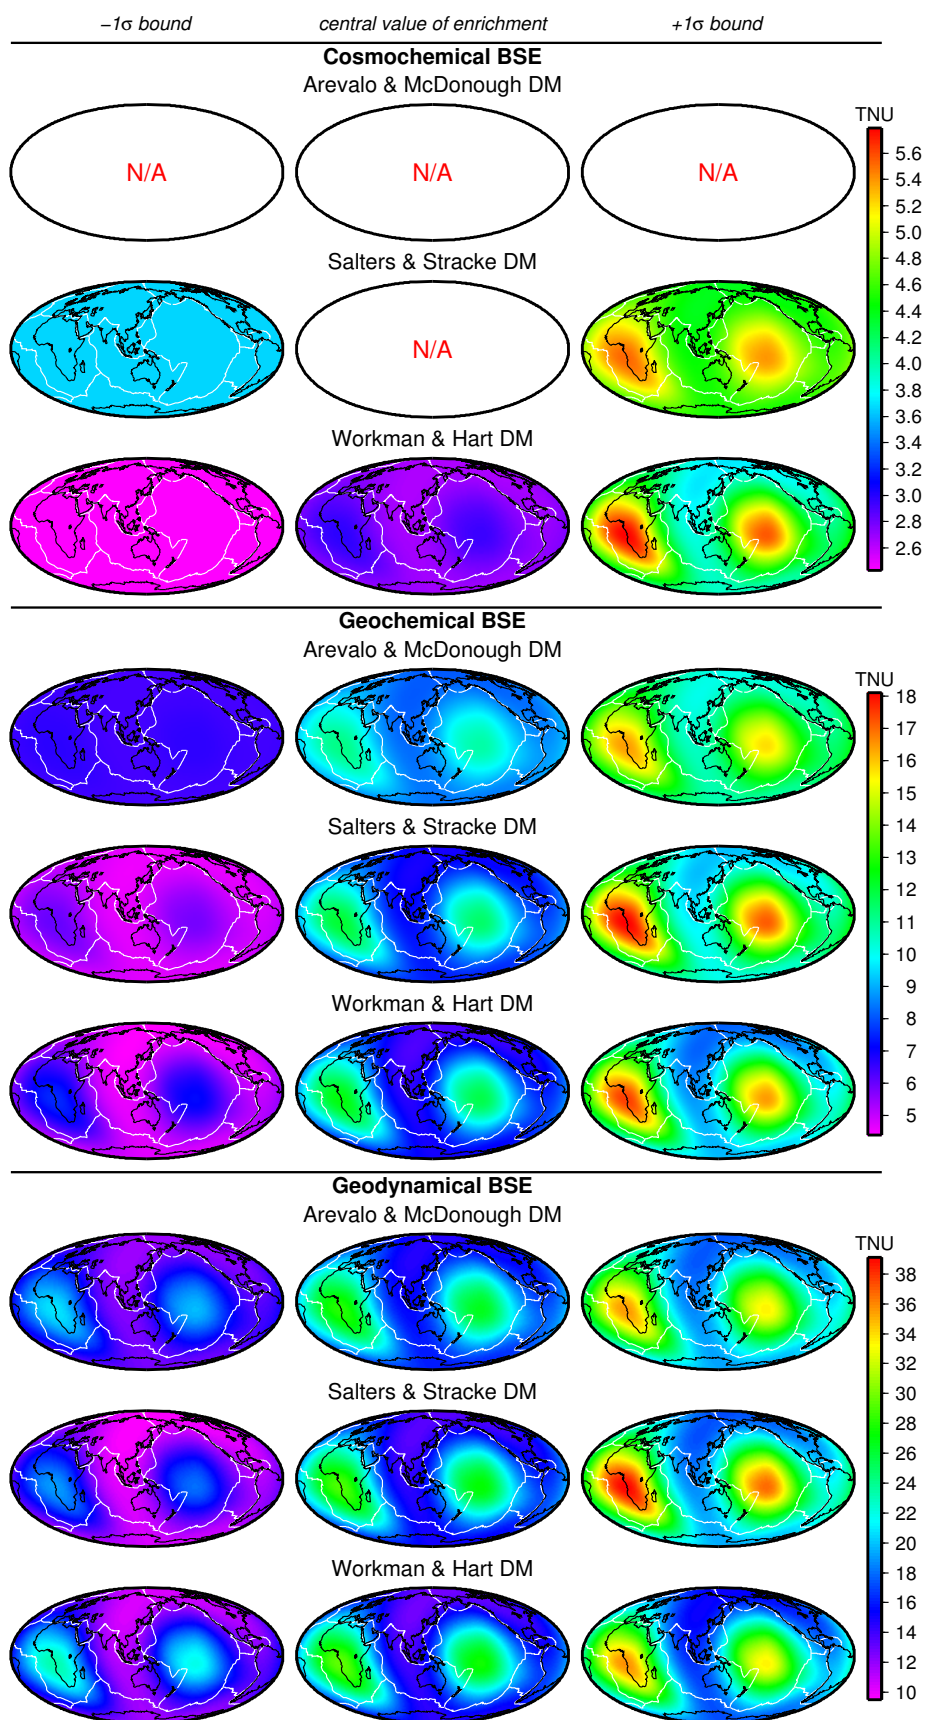 −1σ bound central value of enrichment +1σ bound
Cosmochemical BSE
Arevalo & McDonough DM
TNU
N/A N/A N/A
5.6
5.4
5.2
5.0
4.8
4.6
4.4
4.2
4.0
3.8
3.6
3.4
3.2
3.0
2.8
2.6
Salters & Stracke DM
N/A
Workman & Hart DM
Geochemical BSE
Arevalo & McDonough DM
TNU
18
17
16
15
14
13
12
11
10
9
8
7
6
5
Salters & Stracke DM
Workman & Hart DM
Geodynamical BSE
Arevalo & McDonough DM
TNU
38
36
34
32
30
28
26
24
22
20
18
16
14
12
10
Salters & Stracke DM
Workman & Hart DM